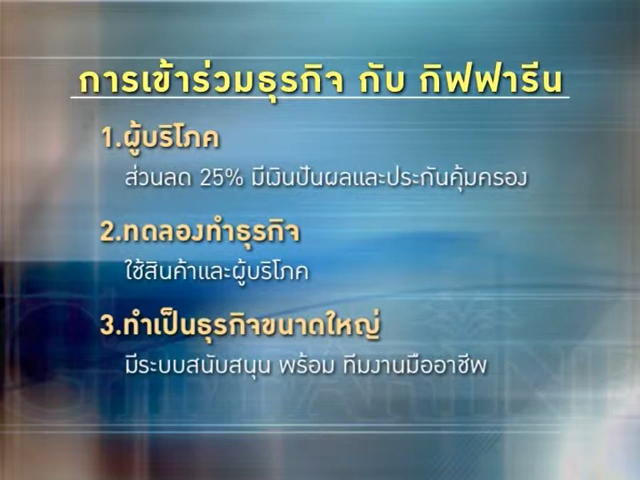 การเข้าร่วมธุรกิจ กับ กิฟฟารีน
1.ผู้บริโภค
ส่วนลด 25% มีเงินปันผลและประกันคุ้มครอง
2.ทดลองทำธุรกิจ
ใช้สินค้าและผู้บริโภค
3.ทำเป็นธุรกิจขนาดใหญ่
มีระบบสนับสนุน พร้อม ทีมงานมืออาชีพ